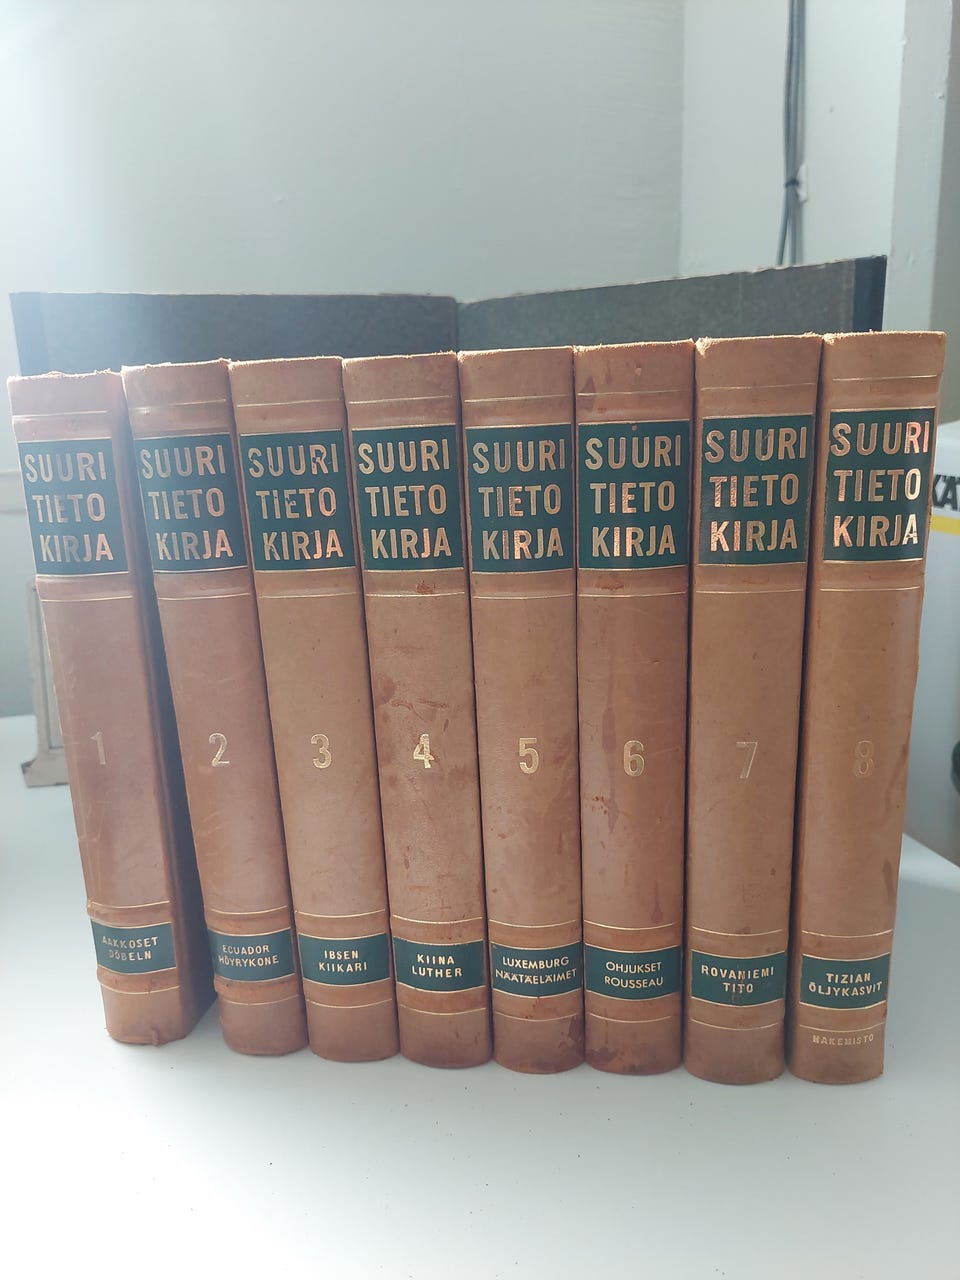 SUURI
TIETO
KIRJA
1
AAKKOSET
DÖBELN
SUURI
TIETO
KIRJA
2
ECUADOR
HÖYRYKONE
SUURI
TIETO
KIRJA
3
IBSEN
KIIKARI
SUURI
TIETO
KIRJA
4
KIINA
LUTHER
SUURI
TIETO
KIRJA
5
LUXEMBURG
NÄÄTÄELÄIMET
SUURI
TIETO
KIRJA
6
OHJUKSET
ROUSSEAU
SUURI
TIETO
KIRJA
7
ROVANIEMI
TITO
SUURI
TIETO
KIRJA
8
TIZIAN
ÖLJYKASVIT
HAKEMISTO